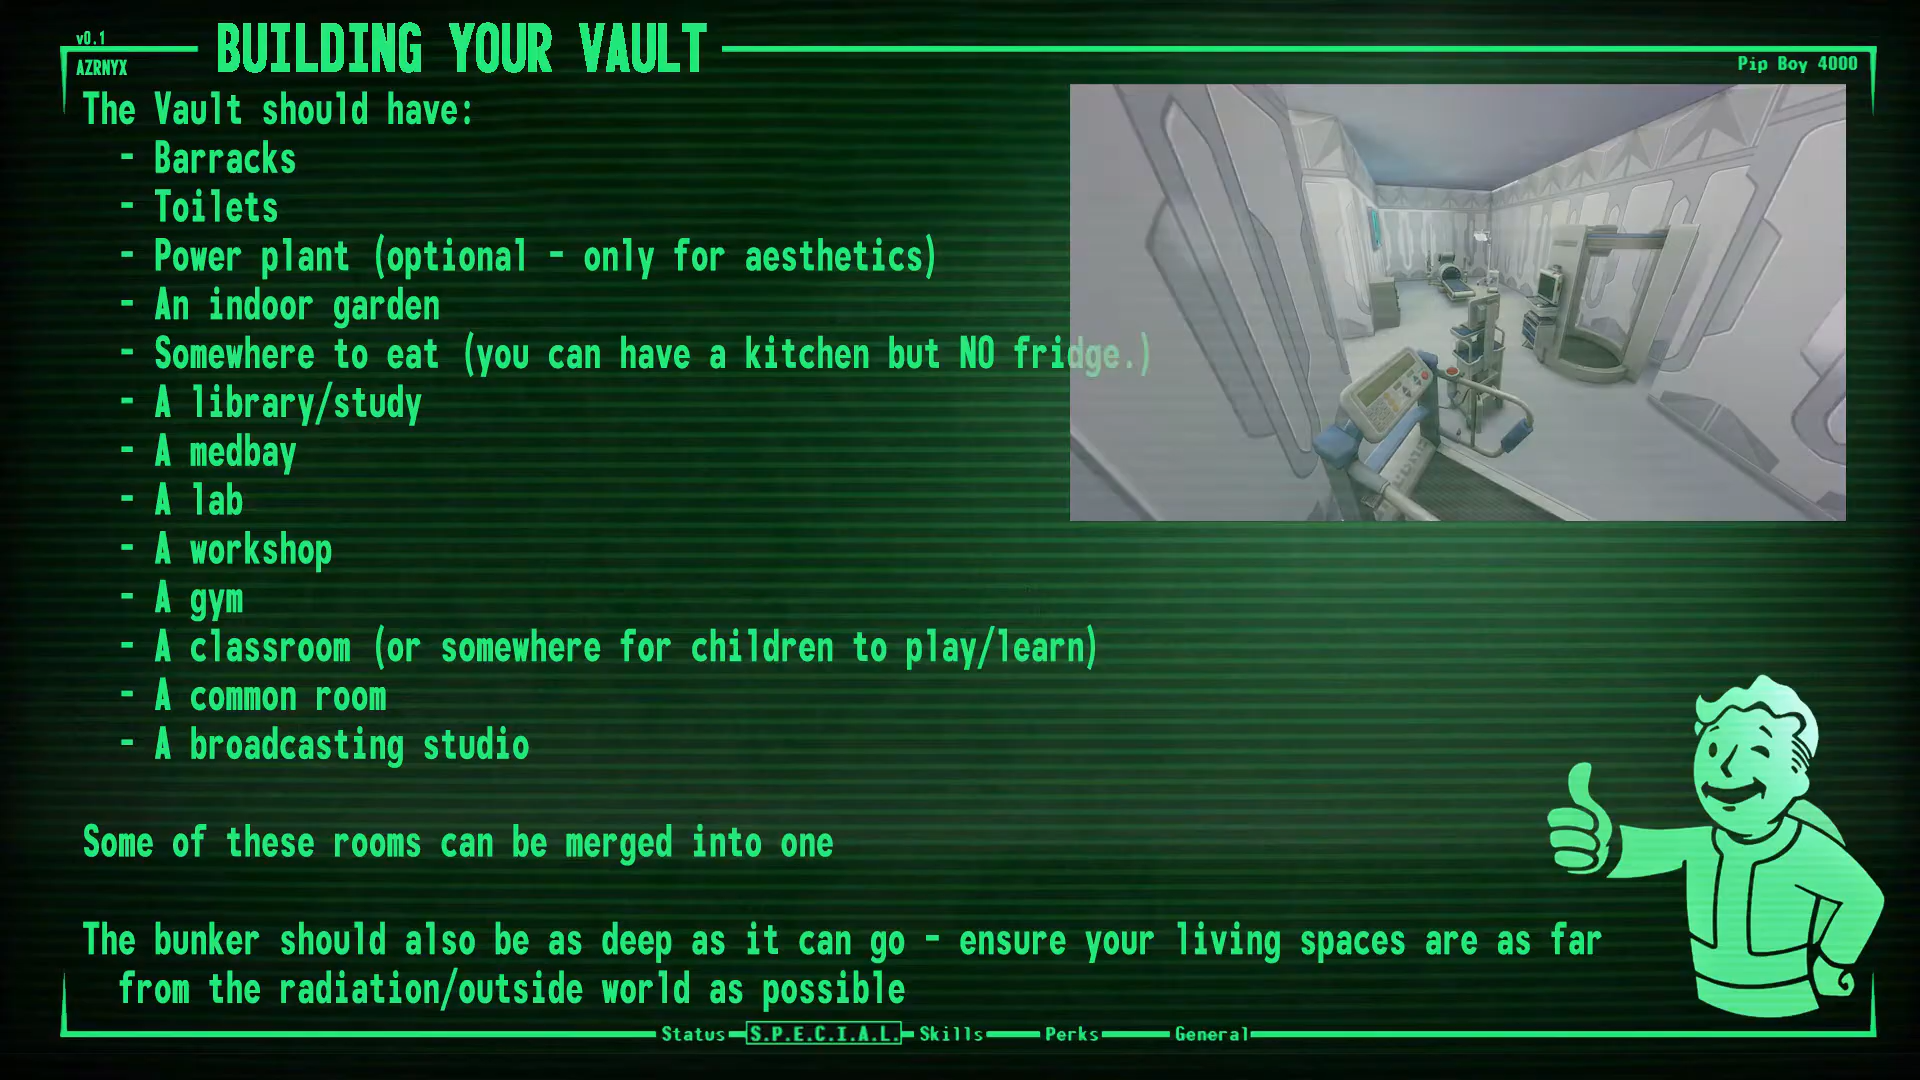 v0.1
BUILDING YOUR VAULT
AZRNYX
Pip Boy 4000
The Vault should have:
- Barracks
- Toilets
- Power plant (optional - only for aesthetics)
- An indoor garden
- Somewhere to eat (you can have a kitchen but NO fridge.)
- A library/study
- A medbay
- A lab
- A workshop
- A gym
- A classroom (or somewhere for children to play/learn)
- A common room
- A broadcasting studio
Some of these rooms can be merged into one
The bunker should also be as deep as it can go - ensure your living spaces are as far
from the radiation/outside world as possible
Status
S.P.E.C.I.A.L.
Skills
Perks
General